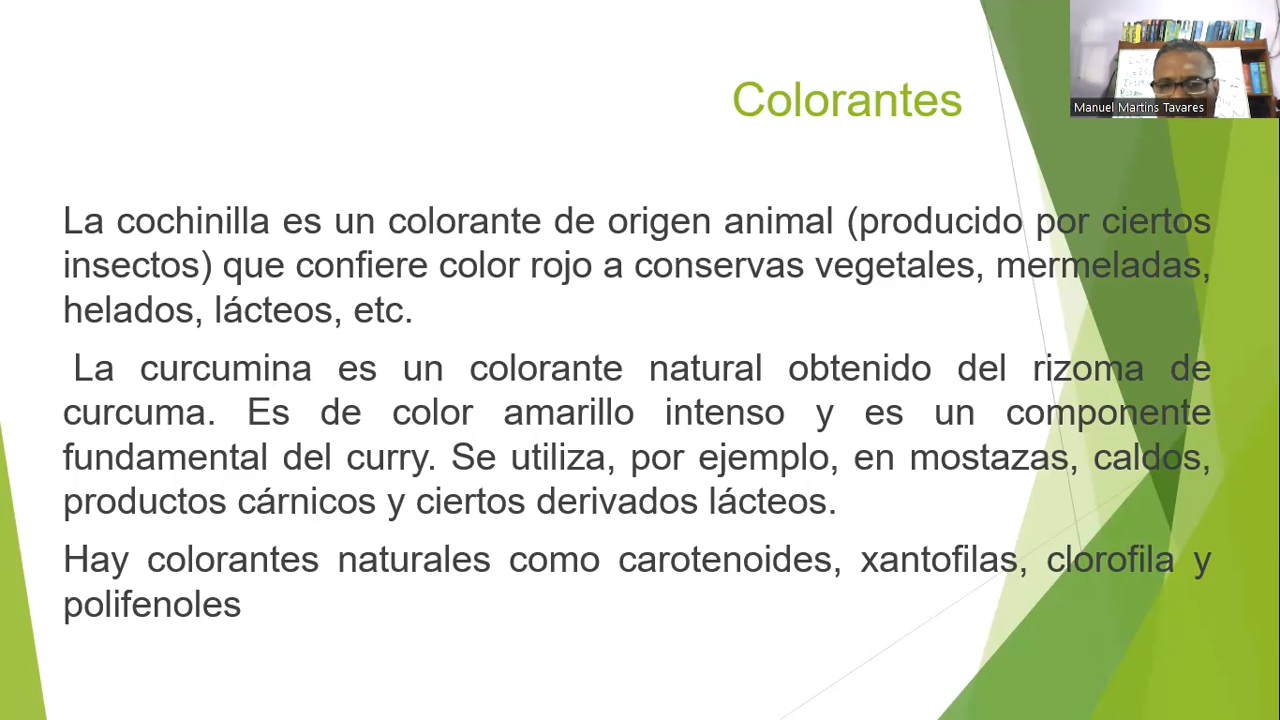 Colorantes
Manuel Martins Tavares
La cochinilla es un colorante de origen animal (producido por ciertos
insectos) que confiere color rojo a conservas vegetales, mermeladas,
helados, lácteos, etc.
La curcumina es un colorante natural obtenido del rizoma de
curcuma. Es de color amarillo intenso y es un componente
fundamental del curry. Se utiliza, por ejemplo, en mostazas, caldos,
productos cárnicos y ciertos derivados lácteos.
Hay colorantes naturales como carotenoides, xantofilas, clorofila y
polifenoles